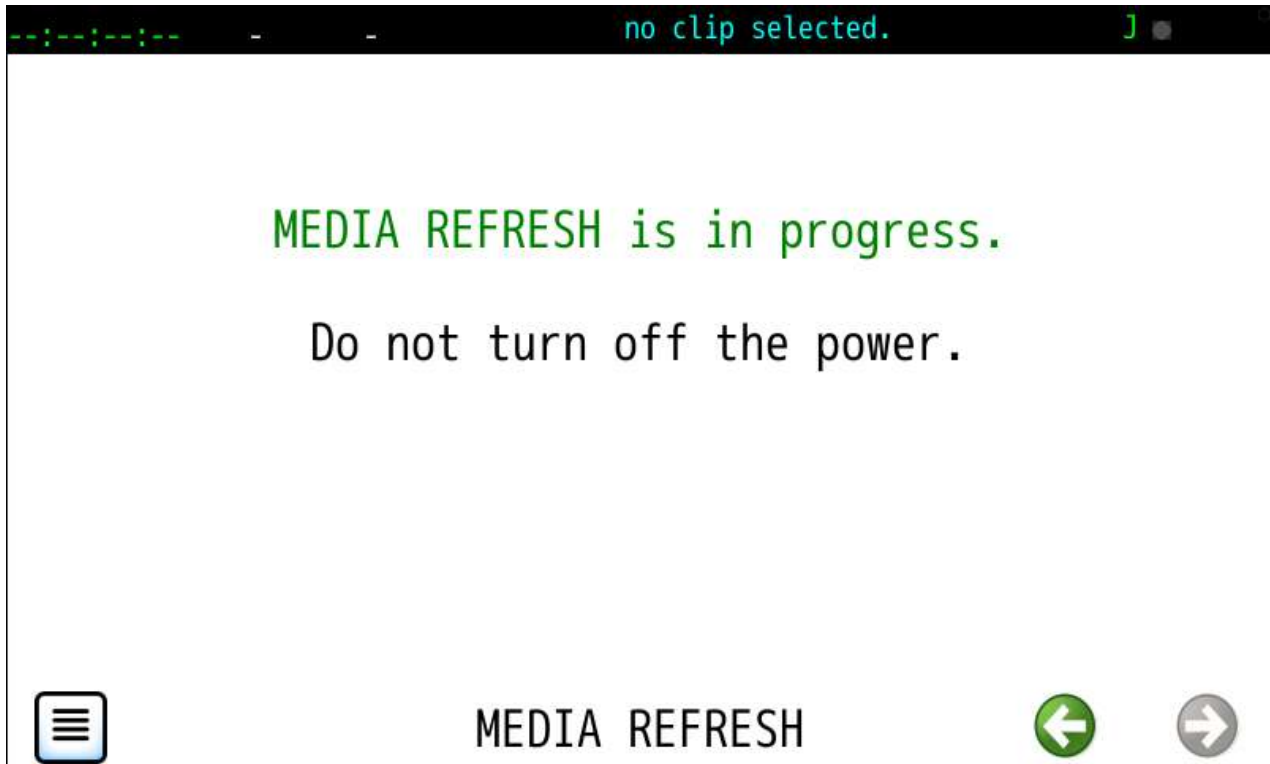 --:--:--:-- - - no clip selected. J
MEDIA REFRESH is in progress.
Do not turn off the power.
MEDIA REFRESH